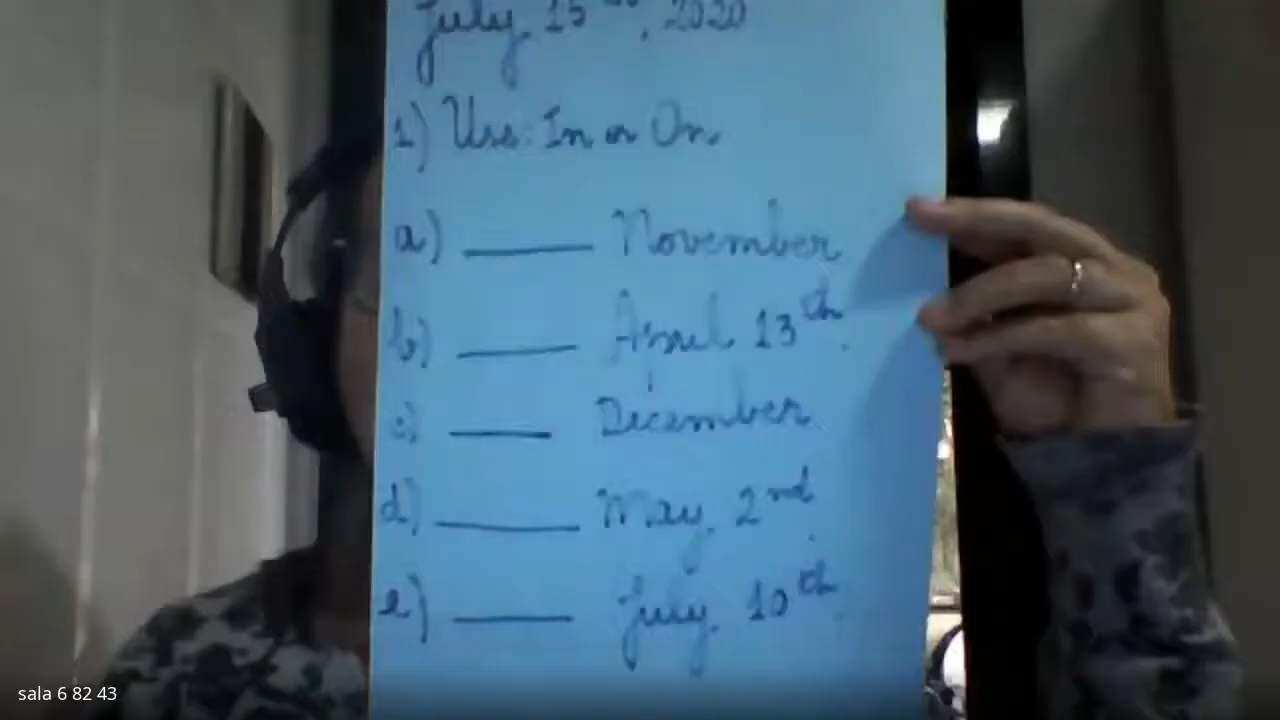 July, 15th, 2020
1) Use: In or On
a) ______ November
b) ______ April 13th.
c) ______ December
d) ______ May, 2nd.
e) ______ July, 10th.
sala 6 82 43